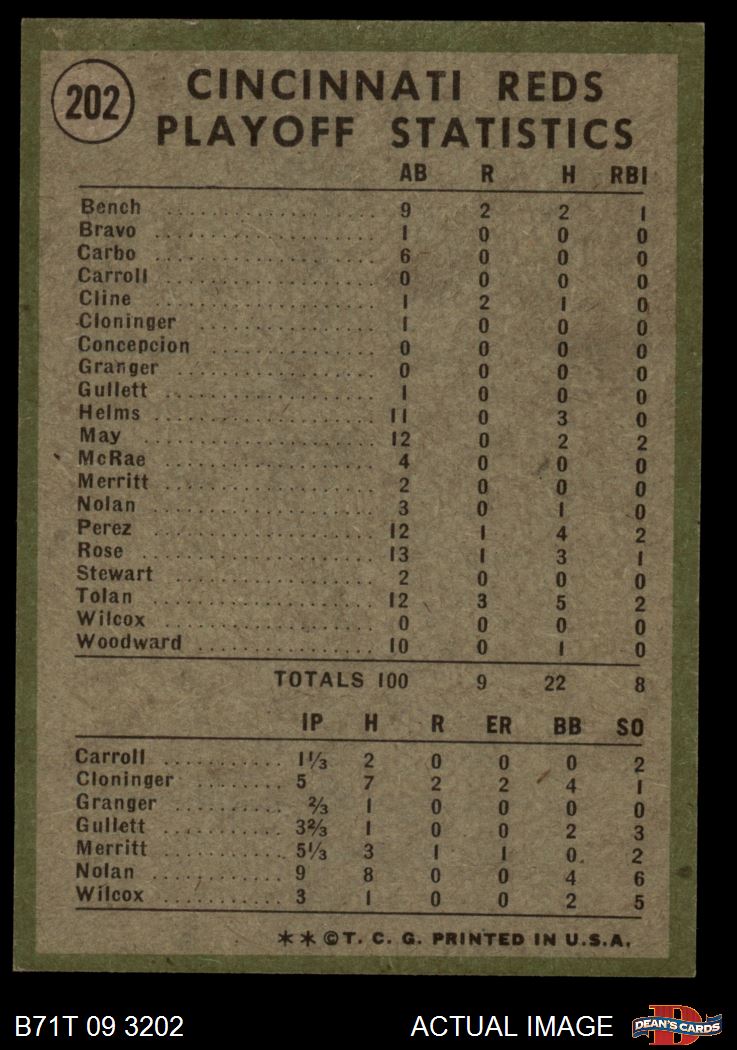 202
CINCINNATI REDS
PLAYOFF STATISTICS
AB R H RBI
Bench 9 2 2 1
Bravo 1 0 0 0
Carbo 6 0 0 0
Carroll 0 0 0 0
Cline 1 2 1 0
Cloninger 1 0 0 0
Concepcion 0 0 0 0
Granger 0 0 0 0
Gullett 1 0 0 0
Helms 11 0 3 0
May 12 0 2 2
McRae 4 0 0 0
Merritt 2 0 0 0
Nolan 3 0 1 0
Perez 12 1 4 2
Rose 13 1 3 1
Stewart 2 0 0 0
Tolan 12 3 5 2
Wilcox 0 0 0 0
Woodward 10 0 1 0
TOTALS 100 9 22 8
IP H R ER BB SO
Carroll 1⅓ 2 0 0 0 2
Cloninger 5 7 2 2 4 1
Granger ⅔ 1 0 0 0 0
Gullett 3⅔ 1 0 0 2 3
Merritt 5⅓ 3 1 1 0 2
Nolan 9 8 0 0 4 6
Wilcox 3 1 0 0 2 5
**©T. C. G. PRINTED IN U.S.A.
B71T 09 3202 ACTUAL IMAGE
DEAN'S CARDS